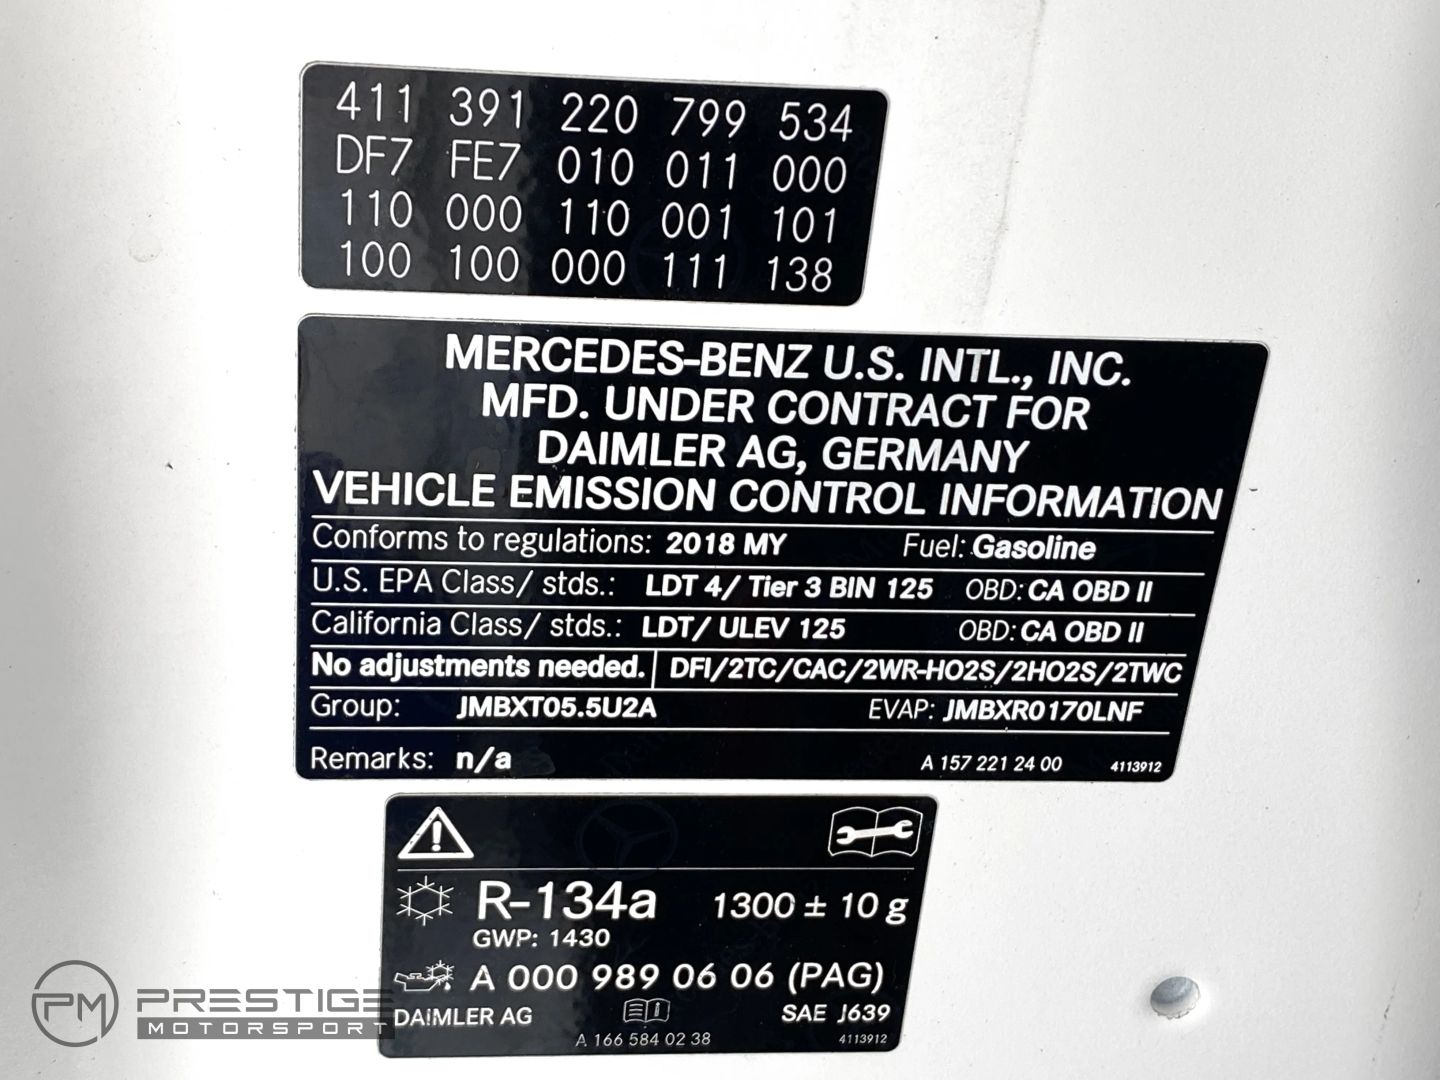 411 391 220 799 534
DF7 FE7 010 011 000
110 000 110 001 101
100 100 000 111 138
MERCEDES-BENZ U.S. INTL., INC.
MFD. UNDER CONTRACT FOR
DAIMLER AG, GERMANY
VEHICLE EMISSION CONTROL INFORMATION
Conforms to regulations: 2018 MY Fuel: Gasoline
U.S. EPA Class/ stds.: LDT 4/ Tier 3 BIN 125 OBD: CA OBD II
California Class/ stds.: LDT/ ULEV 125 OBD: CA OBD II
No adjustments needed. DFI/2TC/CAC/2WR-HO2S/2HO2S/2TWC
Group: JMBXT05.5U2A EVAP: JMBXR0170LNF
Remarks: n/a A 157 221 24 00 4113912
R-134a 1300 ± 10 g
GWP: 1430
A 000 989 06 06 (PAG)
DAIMLER AG SAE J639
A 166 584 02 38 4113912
PM PRESTIGE
MOTORSPORT